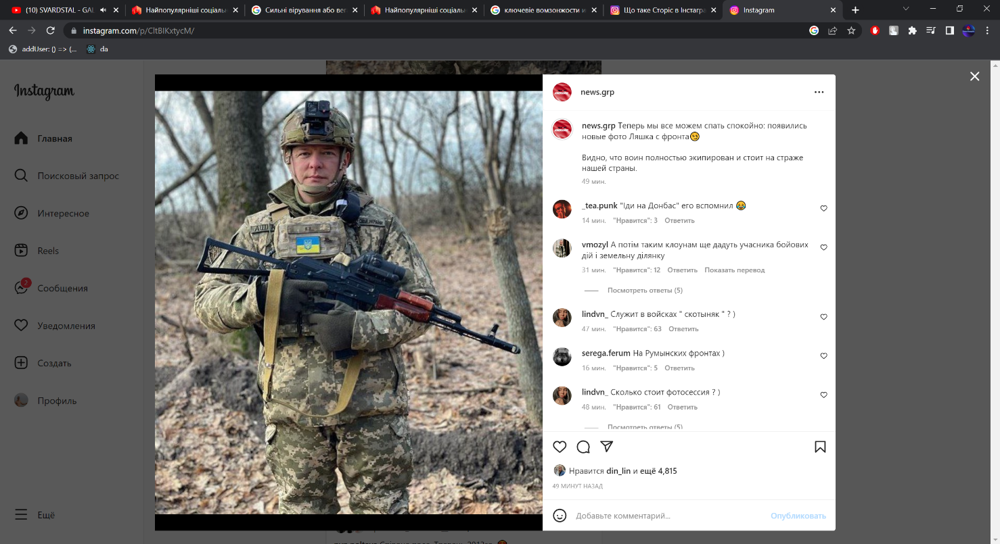 (10) SVARDSTAL - GAL
Найпопулярніші соціальн
Сильні вірування або вег
Найпопулярніші соціальн
ключевіе вомзонжости и
Що таке Сторіс в Інстагра
Instagram
instagram.com/p/CltBIKxtycM/
addUser: () => (...
da
Instagram
Главная
Поисковый запрос
Интересное
Reels
2
Сообщения
Уведомления
Создать
Профиль
Ещё
news.grp
news.grp Теперь мы все можем спать спокойно: появились
новые фото Ляшка с фронта😏
Видно, что воин полностью экипирован и стоит на страже
нашей страны.
49 мин.
_tea.punk "Іди на Донбас" его вспомнил 😂
14 мин. "Нравится": 3 Ответить
vmozyl А потім таким клоунам ще дадуть учасника бойових
дій і земельну ділянку
31 мин. "Нравится": 12 Ответить Показать перевод
Посмотреть ответы (5)
lindvn_ Служит в войсках " скотыняк " ? )
47 мин. "Нравится": 63 Ответить
serega.ferum На Румынских фронтах )
16 мин. "Нравится": 5 Ответить
lindvn_ Сколько стоит фотосессия ? )
48 мин. "Нравится": 61 Ответить
Посмотреть ответы (5)
Нравится din_lin и ещё 4,815
49 МИНУТ НАЗАД
Добавьте комментарий...
Опубликовать